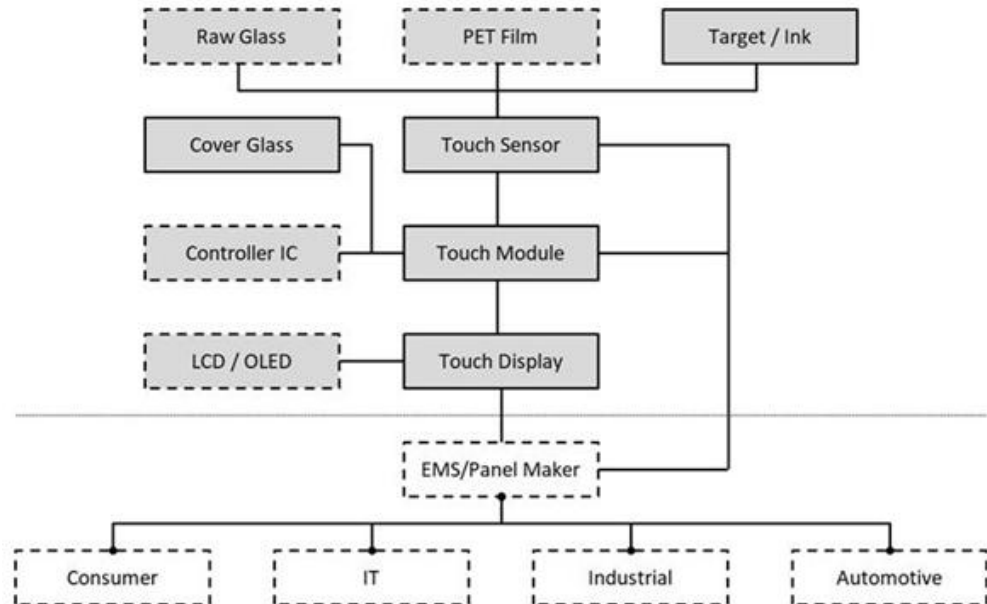 Raw Glass
PET Film
Target / Ink
Cover Glass
Touch Sensor
Controller IC
Touch Module
LCD / OLED
Touch Display
EMS/Panel Maker
Consumer
IT
Industrial
Automotive